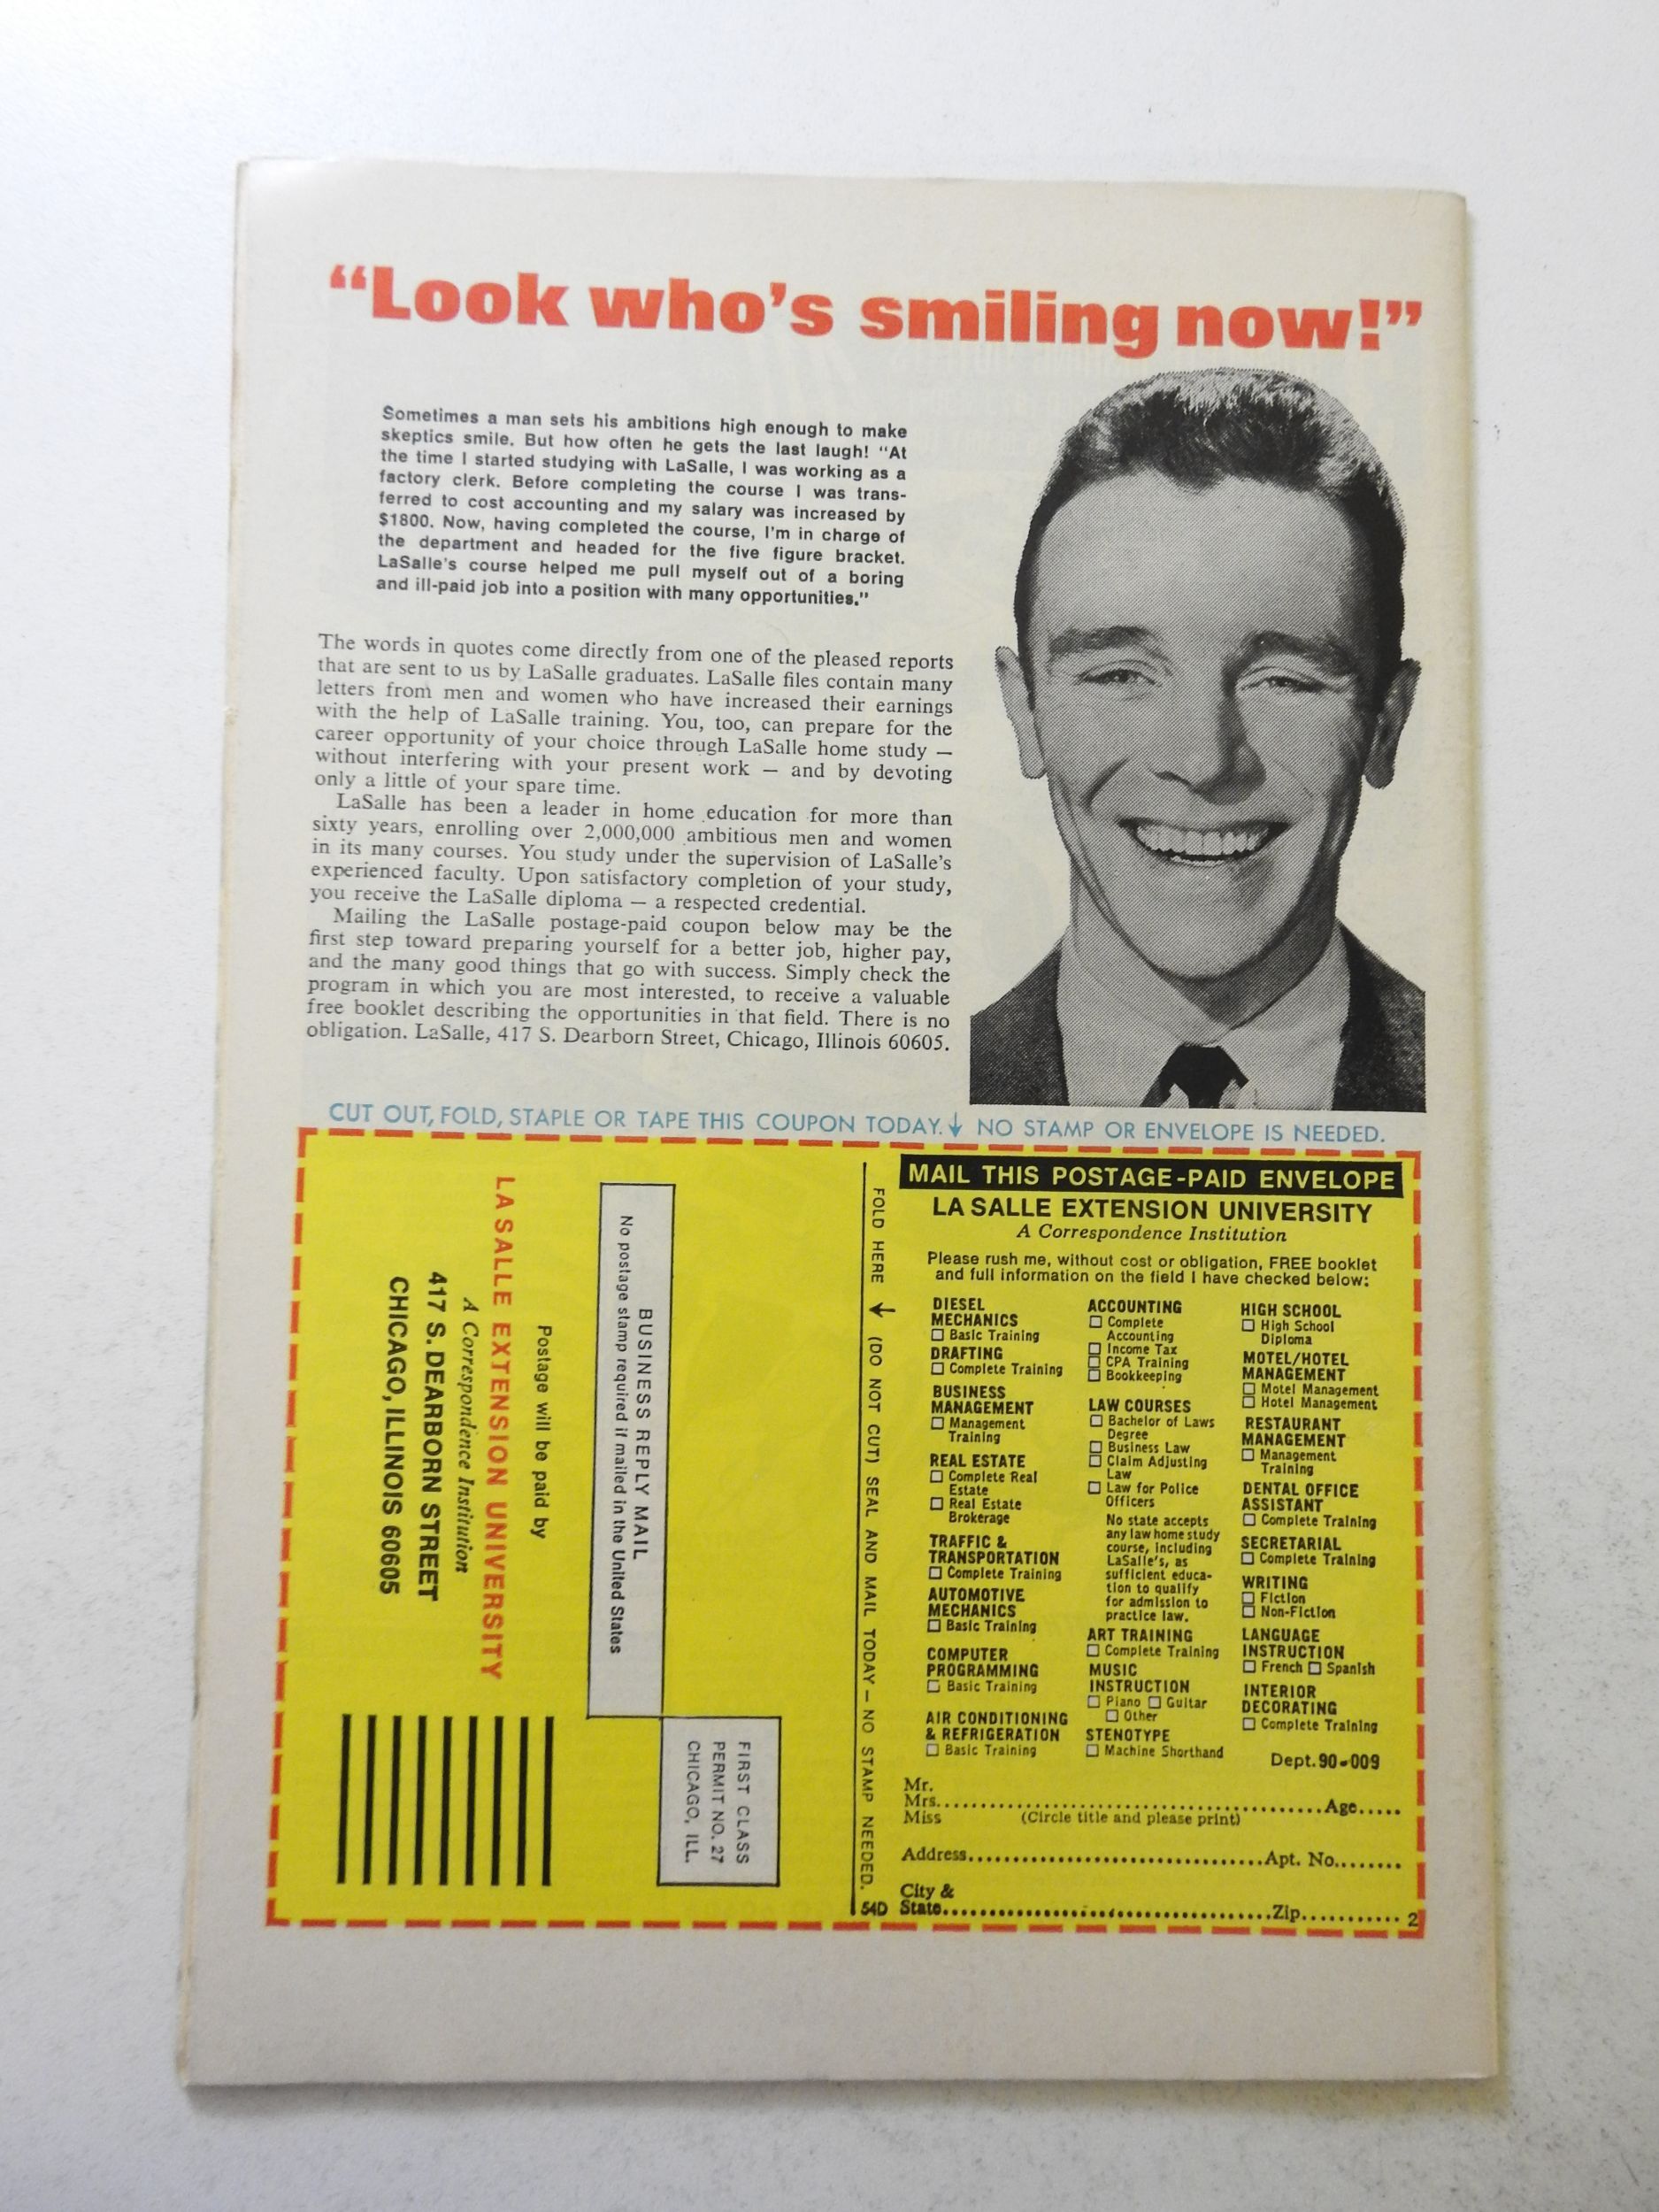 “Look who’s smiling now!”
Sometimes a man sets his ambitions high enough to make
skeptics smile. But how often he gets the last laugh! “At
the time I started studying with LaSalle, I was working as a
factory clerk. Before completing the course I was trans-
ferred to cost accounting and my salary was increased by
$1800. Now, having completed the course, I’m in charge of
the department and headed for the five figure bracket.
LaSalle’s course helped me pull myself out of a boring
and ill-paid job into a position with many opportunities.”
The words in quotes come directly from one of the pleased reports
that are sent to us by LaSalle graduates. LaSalle files contain many
letters from men and women who have increased their earnings
with the help of LaSalle training. You, too, can prepare for the
career opportunity of your choice through LaSalle home study —
without interfering with your present work — and by devoting
only a little of your spare time.
LaSalle has been a leader in home education for more than
sixty years, enrolling over 2,000,000 ambitious men and women
in its many courses. You study under the supervision of LaSalle’s
experienced faculty. Upon satisfactory completion of your study,
you receive the LaSalle diploma — a respected credential.
Mailing the LaSalle postage-paid coupon below may be the
first step toward preparing yourself for a better job, higher pay,
and the many good things that go with success. Simply check the
program in which you are most interested, to receive a valuable
free booklet describing the opportunities in that field. There is no
obligation. LaSalle, 417 S. Dearborn Street, Chicago, Illinois 60605.
CUT OUT, FOLD, STAPLE OR TAPE THIS COUPON TODAY.↓ NO STAMP OR ENVELOPE IS NEEDED.
FIRST CLASS
PERMIT NO. 27
CHICAGO, ILL.
BUSINESS REPLY MAIL
No postage stamp required if mailed in the United States
Postage will be paid by
LA SALLE EXTENSION UNIVERSITY
A Correspondence Institution
417 S. DEARBORN STREET
CHICAGO, ILLINOIS 60605
FOLD HERE ↓ (DO NOT CUT) SEAL AND MAIL TODAY — NO STAMP NEEDED.
54D
MAIL THIS POSTAGE-PAID ENVELOPE
LA SALLE EXTENSION UNIVERSITY
A Correspondence Institution
Please rush me, without cost or obligation, FREE booklet
and full information on the field I have checked below:
DIESEL
MECHANICS
☐ Basic Training
DRAFTING
☐ Complete Training
BUSINESS
MANAGEMENT
☐ Management
Training
REAL ESTATE
☐ Complete Real
Estate
☐ Real Estate
Brokerage
TRAFFIC &
TRANSPORTATION
☐ Complete Training
AUTOMOTIVE
MECHANICS
☐ Basic Training
COMPUTER
PROGRAMMING
☐ Basic Training
AIR CONDITIONING
& REFRIGERATION
☐ Basic Training
ACCOUNTING
☐ Complete
Accounting
☐ Income Tax
☐ CPA Training
☐ Bookkeeping
LAW COURSES
☐ Bachelor of Laws
Degree
☐ Business Law
☐ Claim Adjusting
Law
☐ Law for Police
Officers
No state accepts
any law home study
course, including
LaSalle’s, as
sufficient educa-
tion to qualify
for admission to
practice law.
ART TRAINING
☐ Complete Training
MUSIC
INSTRUCTION
☐ Piano ☐ Guitar
☐ Other
STENOTYPE
☐ Machine Shorthand
HIGH SCHOOL
☐ High School
Diploma
MOTEL/HOTEL
MANAGEMENT
☐ Motel Management
☐ Hotel Management
RESTAURANT
MANAGEMENT
☐ Management
Training
DENTAL OFFICE
ASSISTANT
☐ Complete Training
SECRETARIAL
☐ Complete Training
WRITING
☐ Fiction
☐ Non-Fiction
LANGUAGE
INSTRUCTION
☐ French ☐ Spanish
INTERIOR
DECORATING
☐ Complete Training
Dept. 90-009
Mr.
Mrs. Age
Miss (Circle title and please print)
Address Apt. No.
City &
State Zip 2